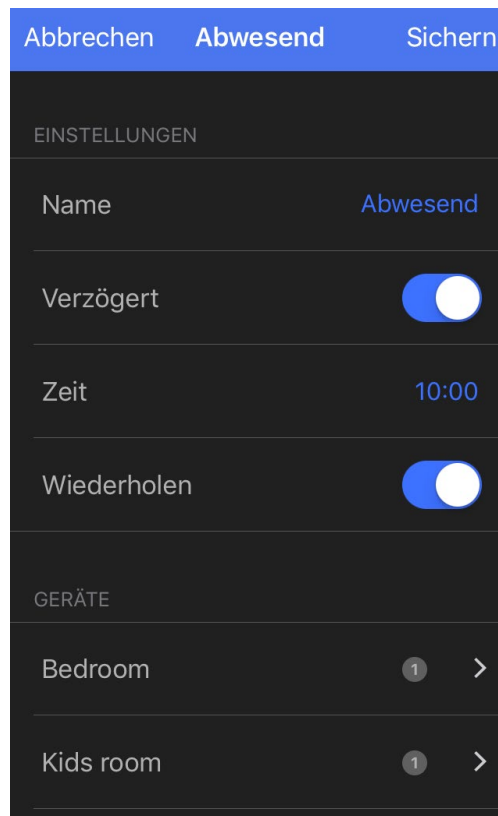 Abbrechen Abwesend Sichern
EINSTELLUNGEN
Name Abwesend
Verzögert
Zeit 10:00
Wiederholen
GERÄTE
Bedroom 1
Kids room 1